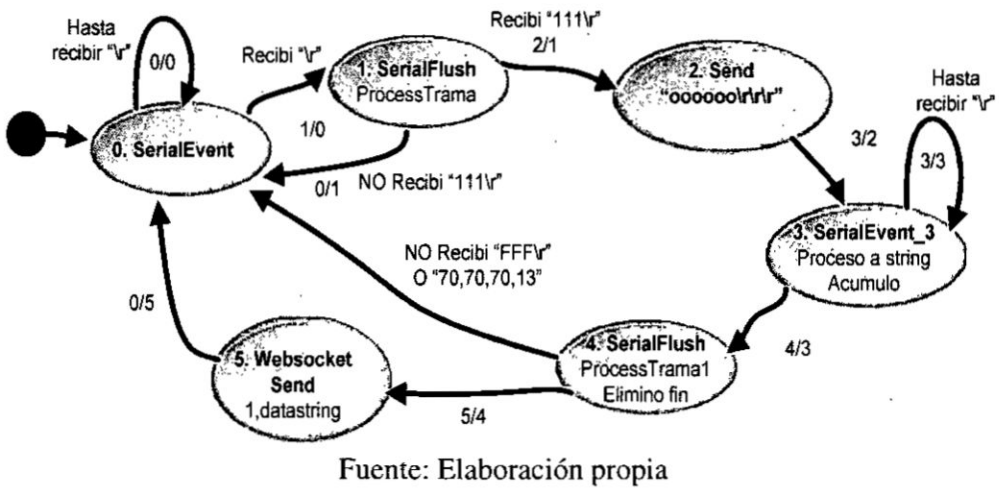 Hasta
recibir "\r"
0/0
Recibi "\r"
1/0
1. SerialFlush
ProcessTrama
Recibi "111\r"
2/1
2. Send
"oooooo\r\r\r"
0. SerialEvent
0/1
NO Recibi "111\r"
3/2
Hasta
recibir "\r"
3/3
3. SerialEvent_3
Proceso a string
Acumulo
NO Recibi "FFF\r"
O "70,70,70,13"
0/5
4/3
4. SerialFlush
ProcessTrama1
Elimino fin
5. Websocket
Send
1,datastring
5/4
Fuente: Elaboración propia